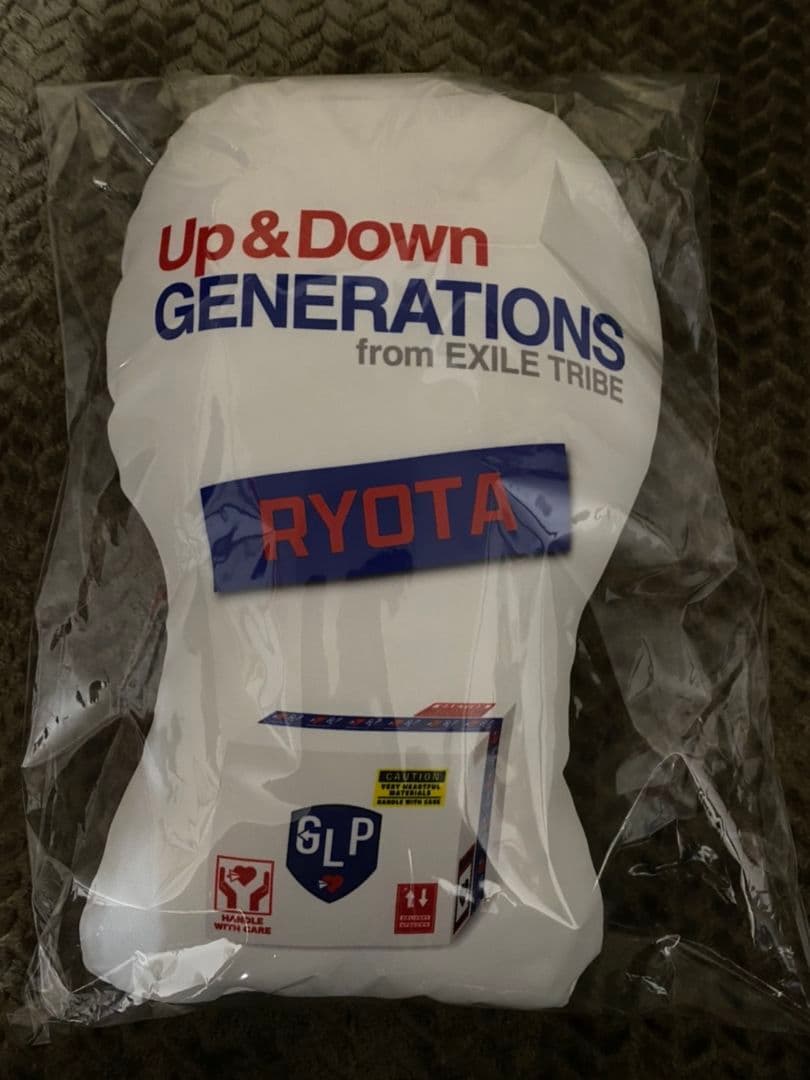 Up & Down
GENERATIONS
from EXILE TRIBE
RYOTA
CAUTION
VERY HEARTFUL
MATERIALS
HANDLE WITH CARE
GLP
HANDLE
WITH CARE